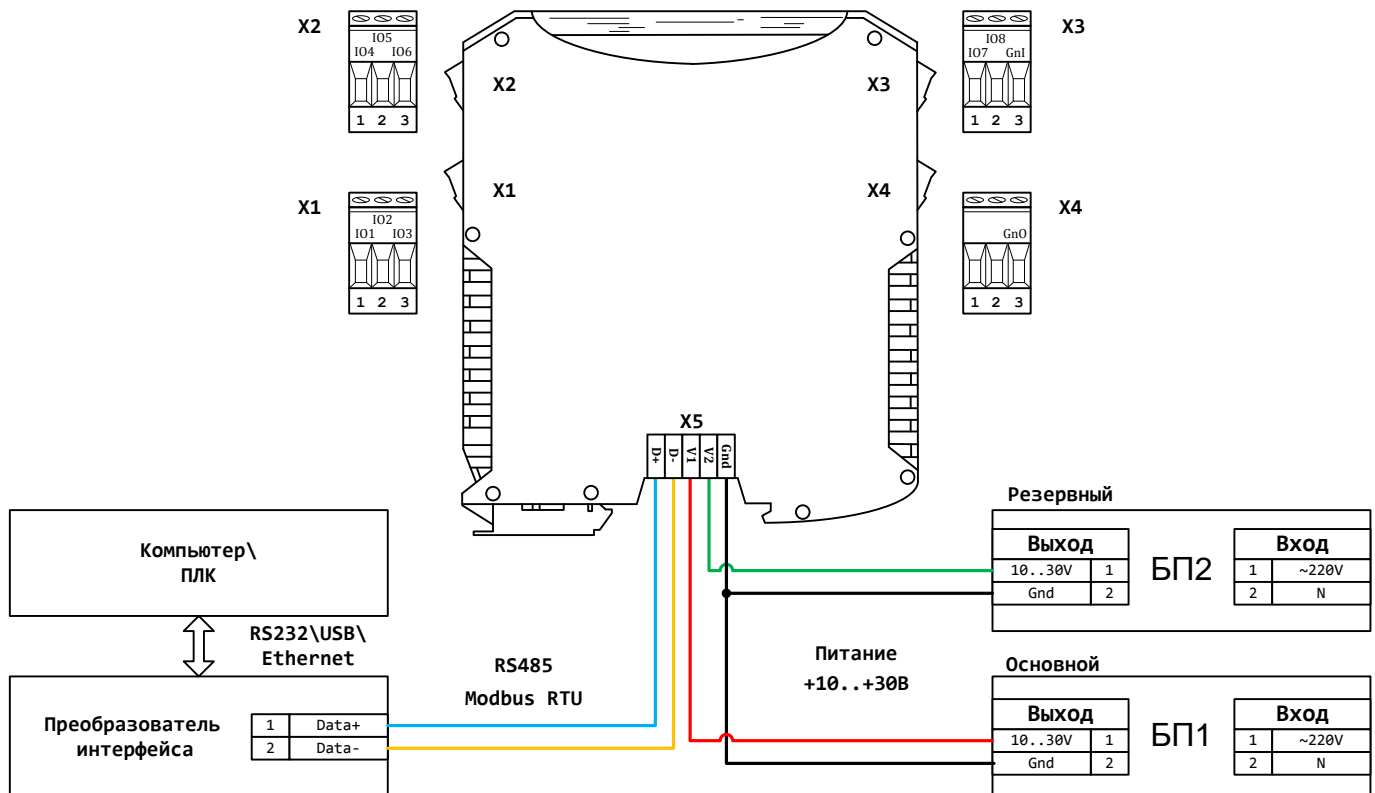 X2
IO5
IO4 IO6
1 2 3
X3
IO8
IO7 GnI
1 2 3
X2
X3
X1
X4
X1
IO2
IO1 IO3
1 2 3
X4
GnO
1 2 3
X5
D+ D- V1 V2 Gnd
Компьютер\
ПЛК
RS232\USB\
Ethernet
Преобразователь
интерфейса
1 Data+
2 Data-
RS485
Modbus RTU
Питание
+10..+30В
Резервный
Выход
10..30V 1
Gnd 2
БП2
Вход
1 ~220V
2 N
Основной
Выход
10..30V 1
Gnd 2
БП1
Вход
1 ~220V
2 N